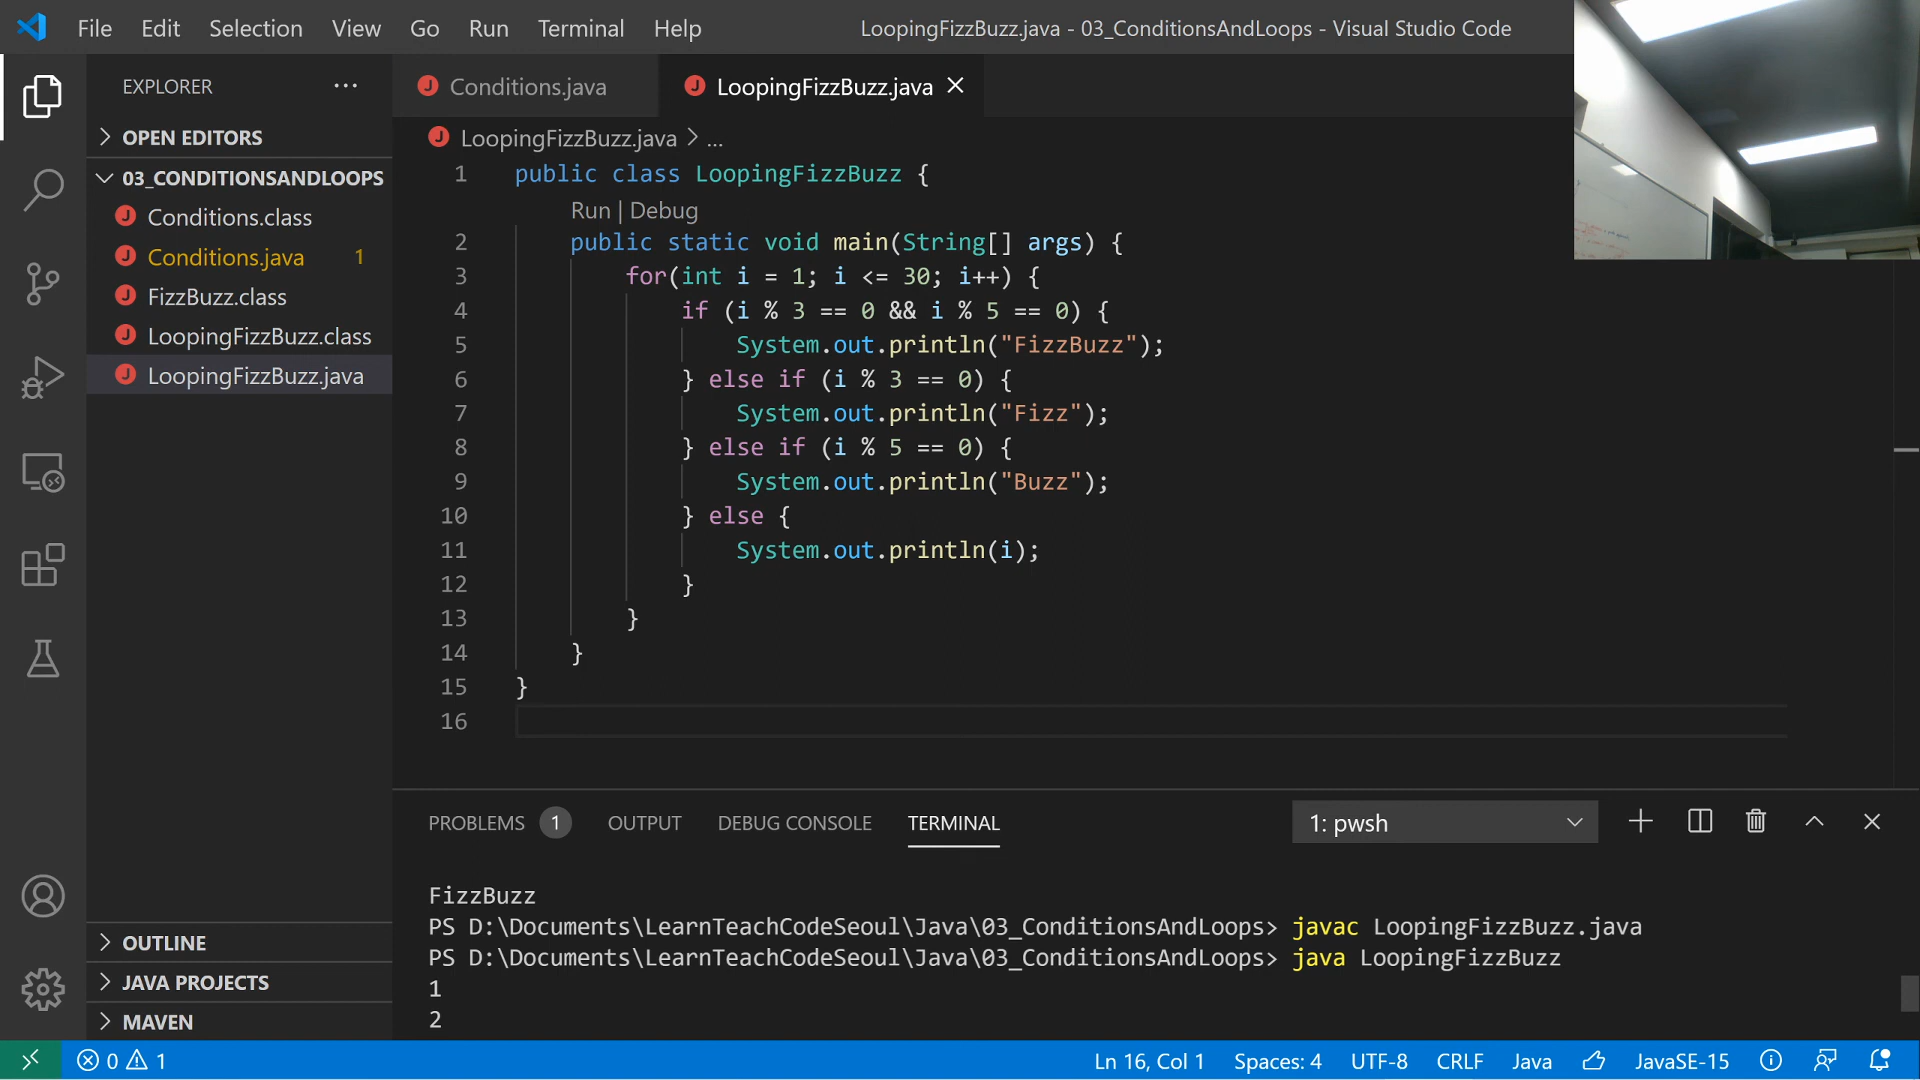 File Edit Selection View Go Run Terminal Help
LoopingFizzBuzz.java - 03_ConditionsAndLoops - Visual Studio Code
EXPLORER
OPEN EDITORS
03_CONDITIONSANDLOOPS
Conditions.class
Conditions.java 1
FizzBuzz.class
LoopingFizzBuzz.class
LoopingFizzBuzz.java
OUTLINE
JAVA PROJECTS
MAVEN
Conditions.java
LoopingFizzBuzz.java
LoopingFizzBuzz.java > ...
1 public class LoopingFizzBuzz {
Run | Debug
2 public static void main(String[] args) {
3 for(int i = 1; i <= 30; i++) {
4 if (i % 3 == 0 && i % 5 == 0) {
5 System.out.println("FizzBuzz");
6 } else if (i % 3 == 0) {
7 System.out.println("Fizz");
8 } else if (i % 5 == 0) {
9 System.out.println("Buzz");
10 } else {
11 System.out.println(i);
12 }
13 }
14 }
15 }
16
PROBLEMS 1 OUTPUT DEBUG CONSOLE TERMINAL
1: pwsh
FizzBuzz
PS D:\Documents\LearnTeachCodeSeoul\Java\03_ConditionsAndLoops> javac LoopingFizzBuzz.java
PS D:\Documents\LearnTeachCodeSeoul\Java\03_ConditionsAndLoops> java LoopingFizzBuzz
1
2
0 1
Ln 16, Col 1 Spaces: 4 UTF-8 CRLF Java JavaSE-15